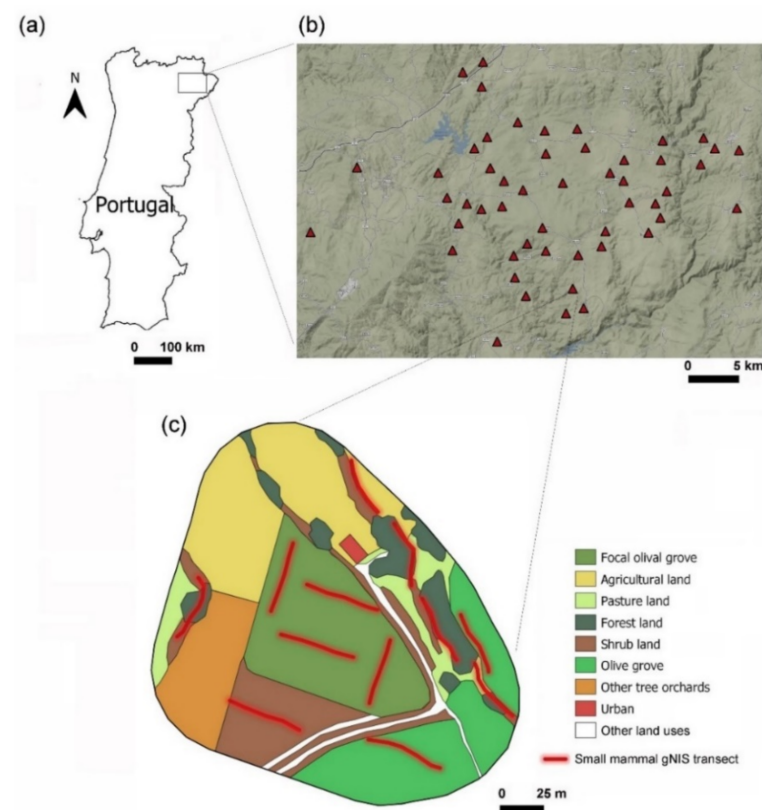 (a)
N
Portugal
0 100 km
(b)
0 5 km
(c)
Focal olival grove
Agricultural land
Pasture land
Forest land
Shrub land
Olive grove
Other tree orchards
Urban
Other land uses
Small mammal gNIS transect
0 25 m